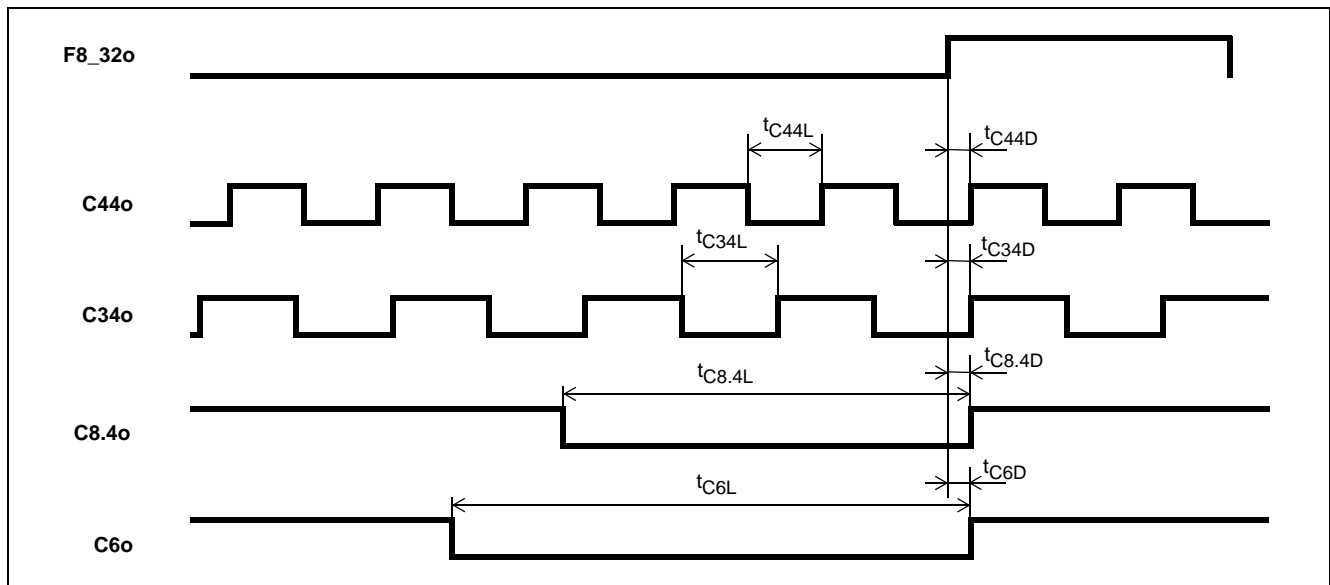 F8_32o
tC44L
tC44D
C44o
tC34L
tC34D
C34o
tC8.4L
tC8.4D
C8.4o
tC6L
tC6D
C6o